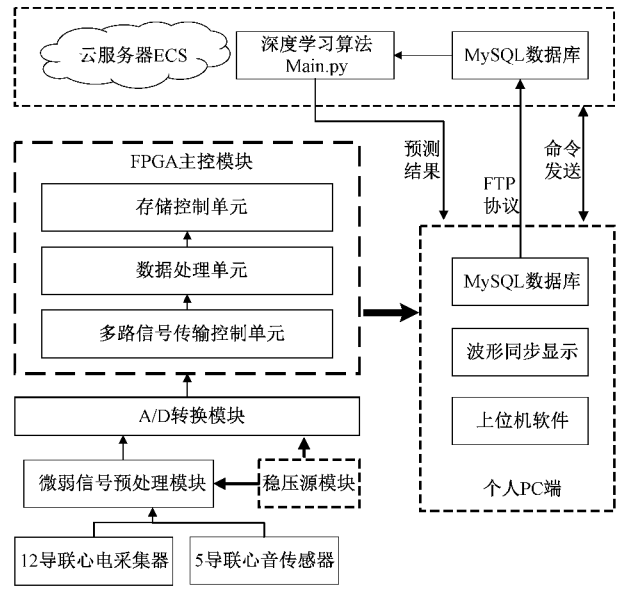 云服务器ECS
深度学习算法
Main.py
MySQL数据库
预测
结果
FTP
协议
命令
发送
FPGA主控模块
存储控制单元
数据处理单元
多路信号传输控制单元
MySQL数据库
波形同步显示
上位机软件
个人PC端
A/D转换模块
微弱信号预处理模块
稳压源模块
12导联心电采集器
5导联心音传感器